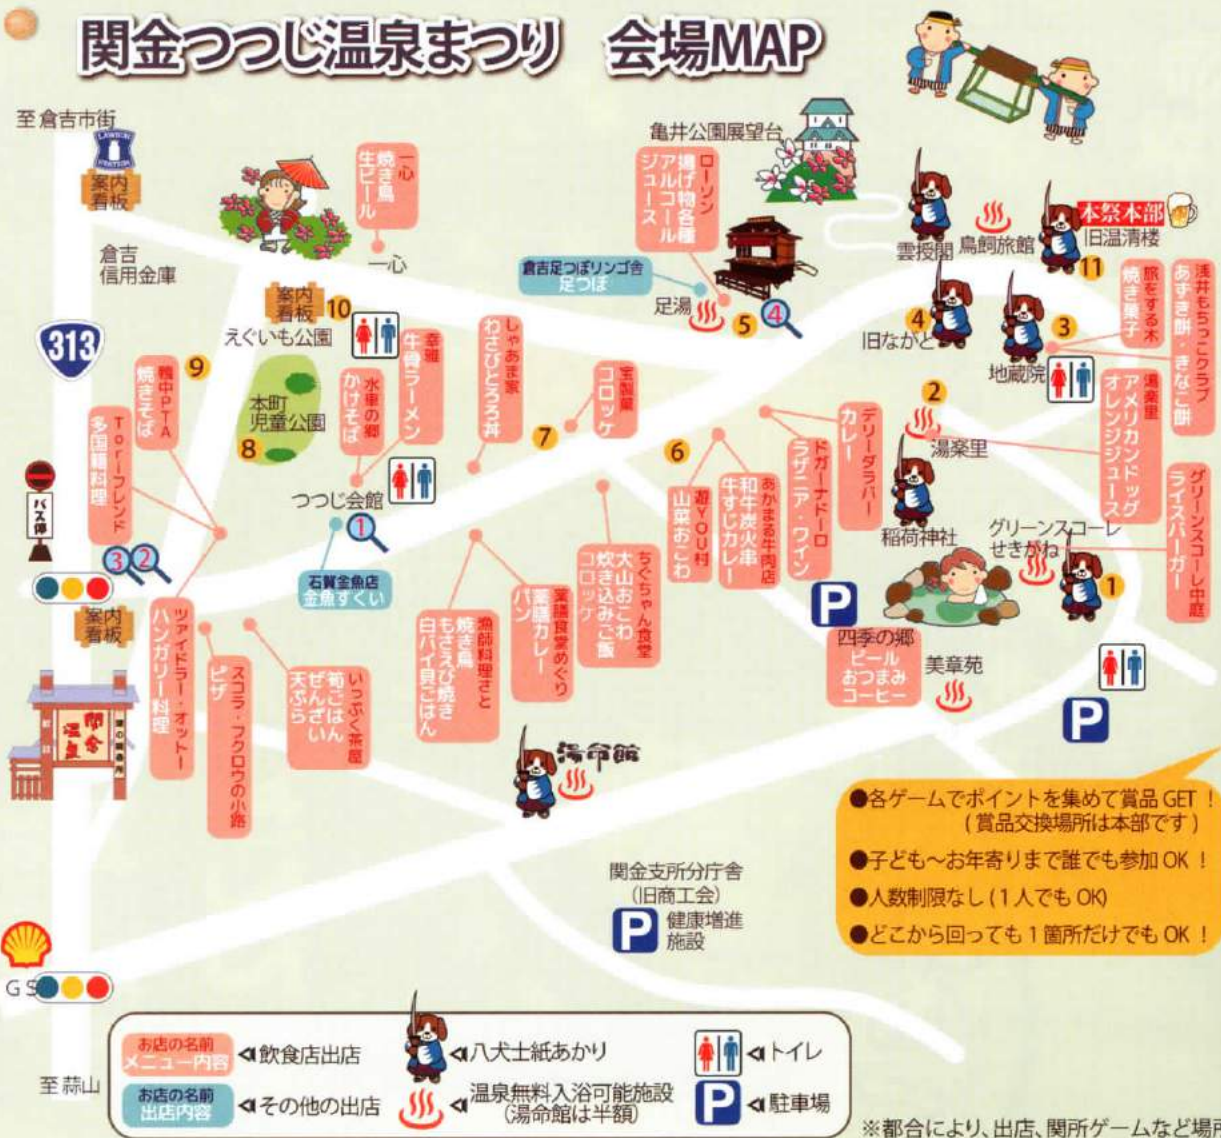 関金つつじ温泉まつり 会場MAP
至倉吉市街
LAWSON
STATION
案内
看板
倉吉
信用金庫
一心
焼き鳥
生ビール
一心
亀井公園展望台
ローソン
揚げ物各種
アルコール
ジュース
倉吉足つぼリンゴ舎
足つぼ
足湯
5
4
雲授閣
鳥飼旅館
本祭本部
旧温清楼
11
浅井もちっこクラブ
あずき餅・きなこ餅
旅をする木
焼き菓子
313
案内
看板
10
えぐいも公園
4
旧ながと
3
地蔵院
9
鴨中PTA
焼きそば
Toriーフレンド
多国籍料理
本町
児童公園
8
水車の郷
かけそば
幸雅
牛骨ラーメン
しゃあま家
わさびとろろ丼
7
宝製菓
コロッケ
6
デリーダラバー
カレー
ドガーナドーロ
ラザニア・ワイン
あかまる牛肉店
和牛炭火串
牛すじカレー
遊YOU村
山菜おこわ
2
湯楽里
湯楽里
アメリカンドッグ
オレンジジュース
グリーンスコーレ中庭
ライスバーガー
バス停
3
2
つつじ会館
1
石賀金魚店
金魚すくい
稲荷神社
グリーンスコーレ
せきがね
1
案内
看板
関金
温泉
ツァイドラー・オットー
ハンガリー料理
スコラ・フクロウの小路
ピザ
いっぷく茶屋
筍ごはん
ぜんざい
天ぷら
漁師料理さと
焼き鳥
もさえび焼き
白バイ貝ごはん
薬膳食堂めぐり
薬膳カレー
パン
ちぐちゃん食堂
大山おこわ
炊き込みご飯
コロッケ
P
四季の郷
ビール
おつまみ
コーヒー
美章苑
P
湯命館
●各ゲームでポイントを集めて賞品GET!
(賞品交換場所は本部です)
●子ども〜お年寄りまで誰でも参加OK!
●人数制限なし(1人でもOK)
●どこから回っても1箇所だけでもOK!
関金支所分庁舎
(旧商工会)
P 健康増進
施設
GS
至蒜山
お店の名前
メニュー内容
飲食店出店
八犬士紙あかり
トイレ
お店の名前
出店内容
その他の出店
温泉無料入浴可能施設
(湯命館は半額)
P 駐車場
※都合により、出店、関所ゲームなど場所